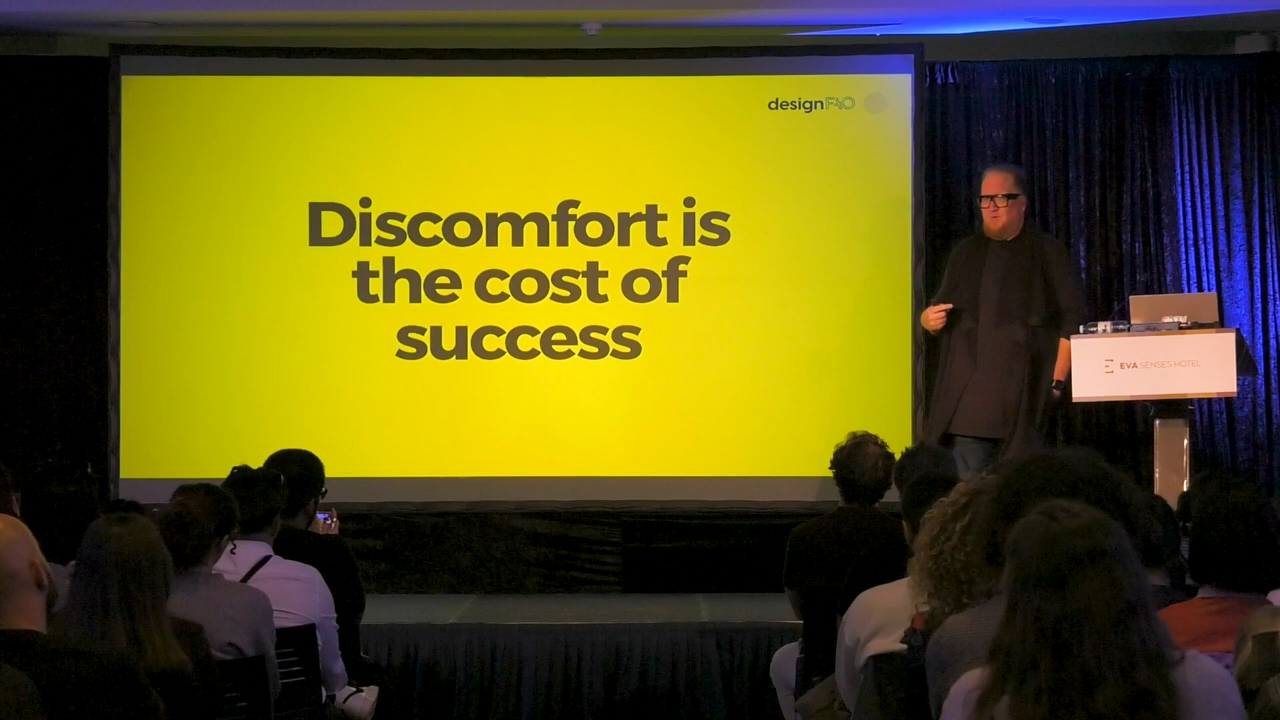 designFAO
Discomfort is
the cost of
success
EVA SENSES HOTEL